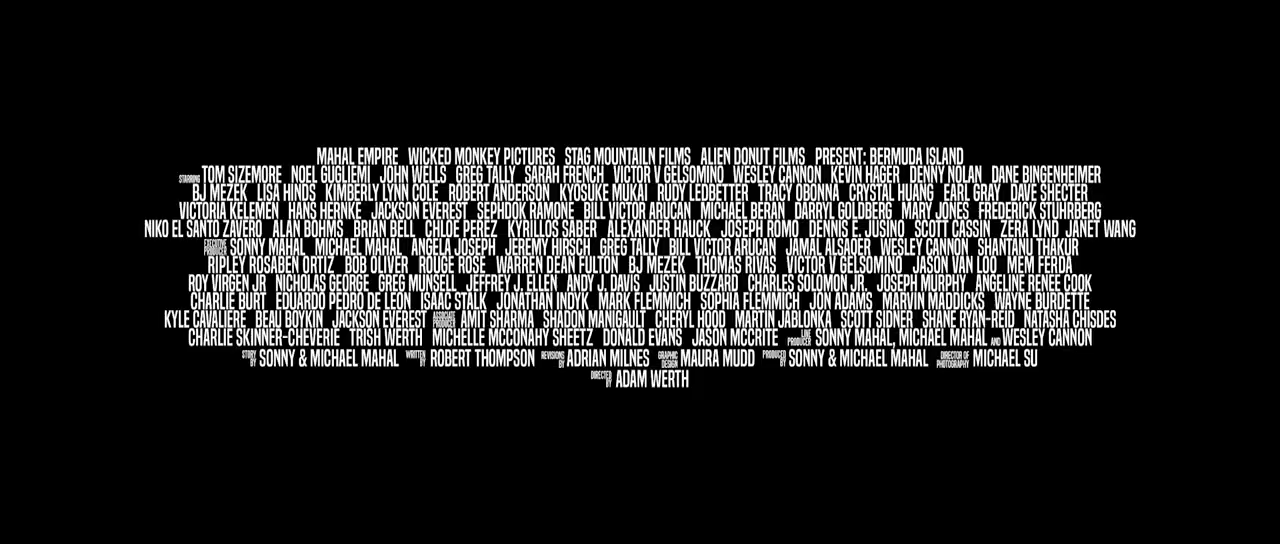 MAHAL EMPIRE WICKED MONKEY PICTURES STAG MOUNTAILN FILMS ALIEN DONUT FILMS PRESENT: BERMUDA ISLAND
STARRING TOM SIZEMORE NOEL GUGLIEMI JOHN WELLS GREG TALLY SARAH FRENCH VICTOR V GELSOMINO WESLEY CANNON KEVIN HAGER DENNY NOLAN DANE BINGENHEIMER
BJ MEZEK LISA HINDS KIMBERLY LYNN COLE ROBERT ANDERSON KYOSUKE MUKAI RUDY LEDBETTER TRACY OBONNA CRYSTAL HUANG EARL GRAY DAVE SHECTER
VICTORIA KELEMEN HANS HERNKE JACKSON EVEREST SEPHDOK RAMONE BILL VICTOR ARUCAN MICHAEL BERAN DARRYL GOLDBERG MARY JONES FREDERICK STUHRBERG
NIKO EL SANTO ZAVERO ALAN BOHMS BRIAN BELL CHLOE PEREZ KYRILLOS SABER ALEXANDER HAUCK JOSEPH ROMO DENNIS E. JUSINO SCOTT CASSIN ZERA LYND JANET WANG
EXECUTIVE PRODUCER SONNY MAHAL MICHAEL MAHAL ANGELA JOSEPH JEREMY HIRSCH GREG TALLY BILL VICTOR ARUCAN JAMAL ALSAQER WESLEY CANNON SHANTANU THAKUR
RIPLEY ROSABEN ORTIZ BOB OLIVER ROUGE ROSE WARREN DEAN FULTON BJ MEZEK THOMAS RIVAS VICTOR V GELSOMINO JASON VAN LOO MEM FERDA
ROY VIRGEN JR NICHOLAS GEORGE GREG MUNSELL JEFFREY J. ELLEN ANDY J. DAVIS JUSTIN BUZZARD CHARLES SOLOMON JR. JOSEPH MURPHY ANGELINE RENEE COOK
CHARLIE BURT EDUARDO PEDRO DE LEON ISAAC STALK JONATHAN INDYK MARK FLEMMICH SOPHIA FLEMMICH JON ADAMS MARVIN MADDICKS WAYNE BURDETTE
KYLE CAVALIERE BEAU BOYKIN JACKSON EVEREST ASSOCIATE PRODUCER AMIT SHARMA SHADON MANIGAULT CHERYL HOOD MARTIN JABLONKA SCOTT SIDNER SHANE RYAN-REID NATASHA CHISDES
CHARLIE SKINNER-CHEVERIE TRISH WERTH MICHELLE MCCONAHY SHEETZ DONALD EVANS JASON MCCRITE LINE PRODUCER SONNY MAHAL, MICHAEL MAHAL AND WESLEY CANNON
STORY BY SONNY & MICHAEL MAHAL WRITTEN BY ROBERT THOMPSON REVISIONS BY ADRIAN MILNES GRAPHIC DESIGN MAURA MUDD PRODUCED BY SONNY & MICHAEL MAHAL DIRECTOR OF PHOTOGRAPHY MICHAEL SU
DIRECTED BY ADAM WERTH